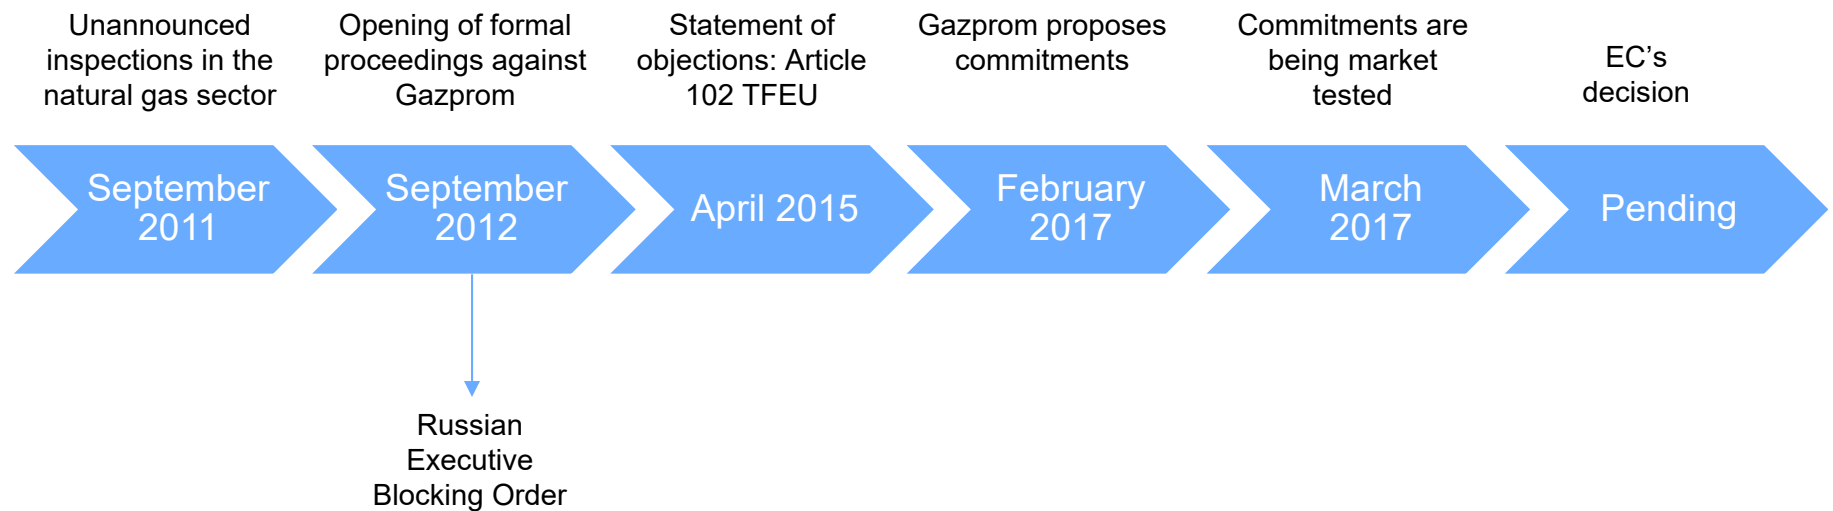 Unannounced
inspections in the
natural gas sector
Opening of formal
proceedings against
Gazprom
Statement of
objections: Article
102 TFEU
Gazprom proposes
commitments
Commitments are
being market
tested
EC’s
decision
September
2011
September
2012
April 2015
February
2017
March
2017
Pending
Russian
Executive
Blocking Order